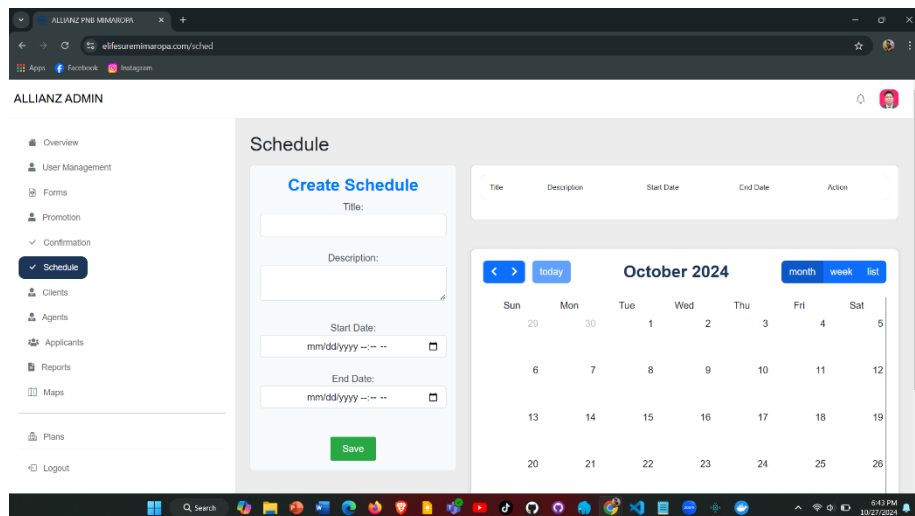 ALLIANZ PNB MIMAROPA
elifesuremimaropa.com/sched
Apps Facebook Instagram
ALLIANZ ADMIN
Overview
User Management
Forms
Promotion
Confirmation
Schedule
Clients
Agents
Applicants
Reports
Maps
Plans
Logout
Schedule
Create Schedule
Title:
Description:
Start Date:
mm/dd/yyyy --:-- --
End Date:
mm/dd/yyyy --:-- --
Save
Title Description Start Date End Date Action
today October 2024 month week list
Sun Mon Tue Wed Thu Fri Sat
29 30 1 2 3 4 5
6 7 8 9 10 11 12
13 14 15 16 17 18 19
20 21 22 23 24 25 26
Search
6:43 PM
10/27/2024